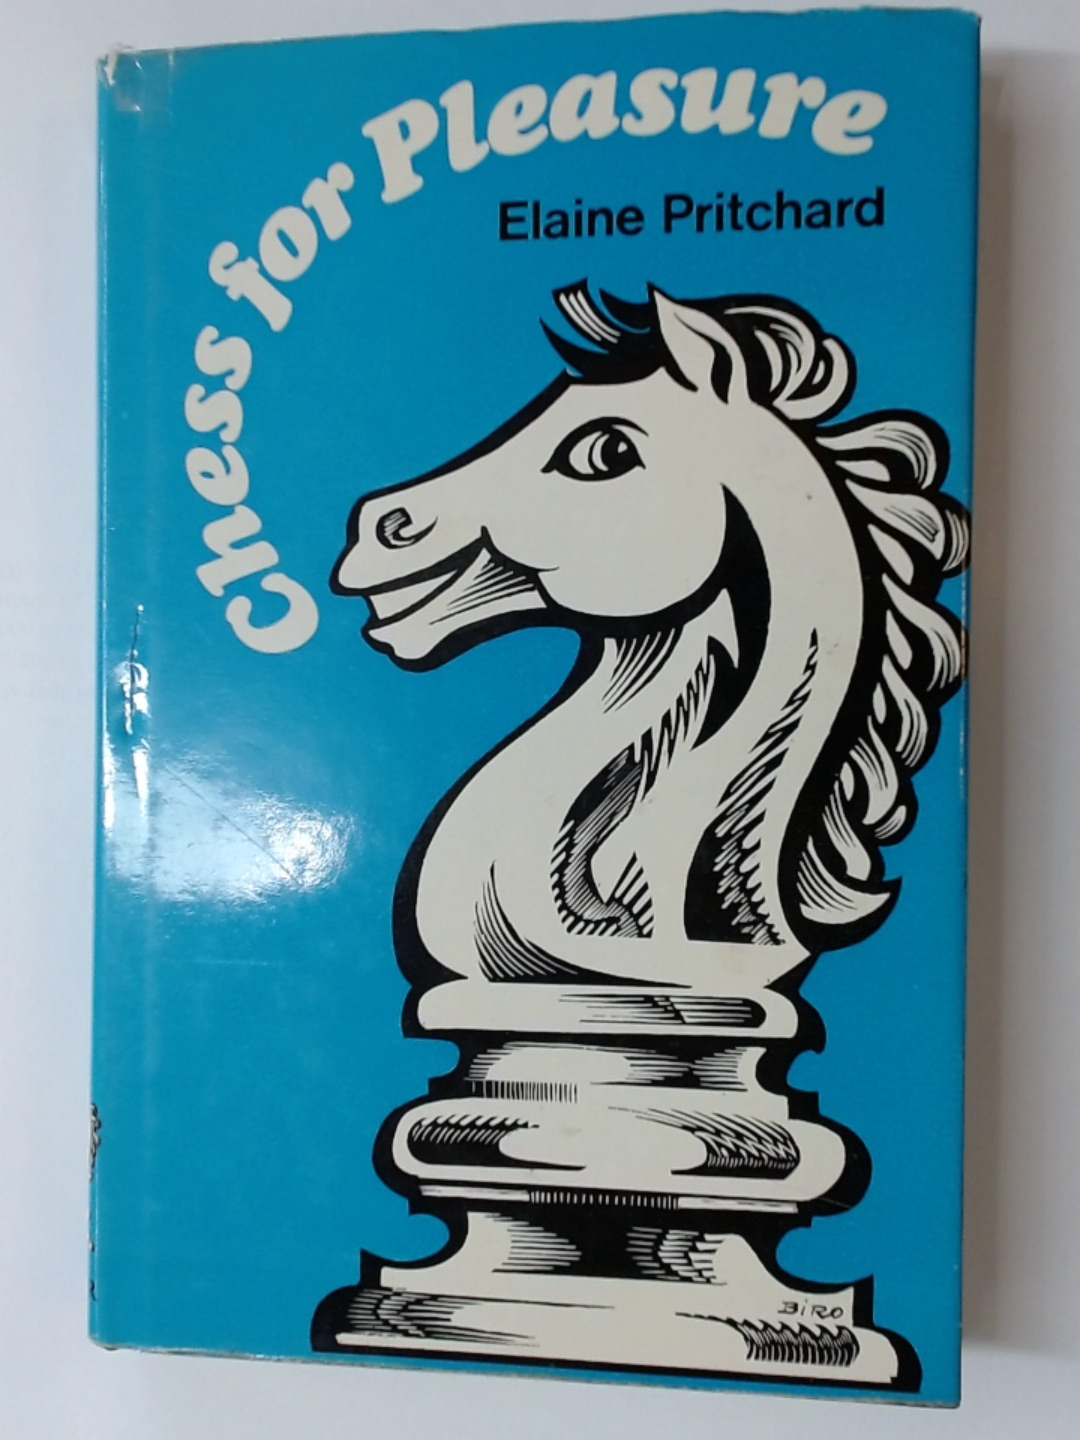 Chess for Pleasure
Elaine Pritchard
BIRO